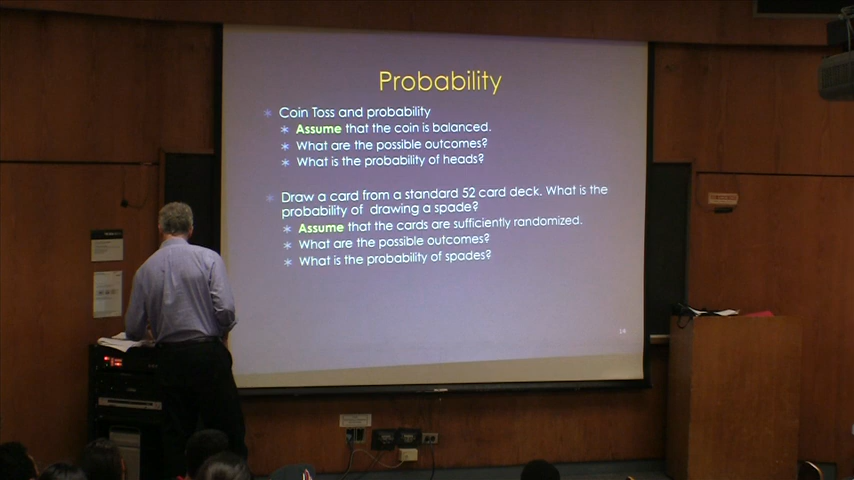 Probability
Coin Toss and probability
Assume that the coin is balanced.
What are the possible outcomes?
What is the probability of heads?
Draw a card from a standard 52 card deck. What is the
probability of drawing a spade?
Assume that the cards are sufficiently randomized.
What are the possible outcomes?
What is the probability of spades?